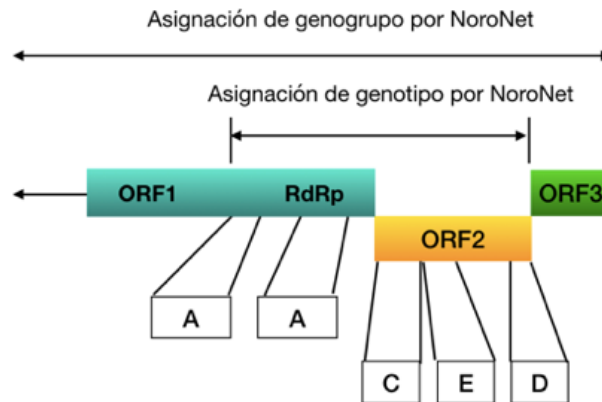 Asignación de genogrupo por NoroNet
Asignación de genotipo por NoroNet
ORF1 RdRp ORF3
ORF2
A A
C E D